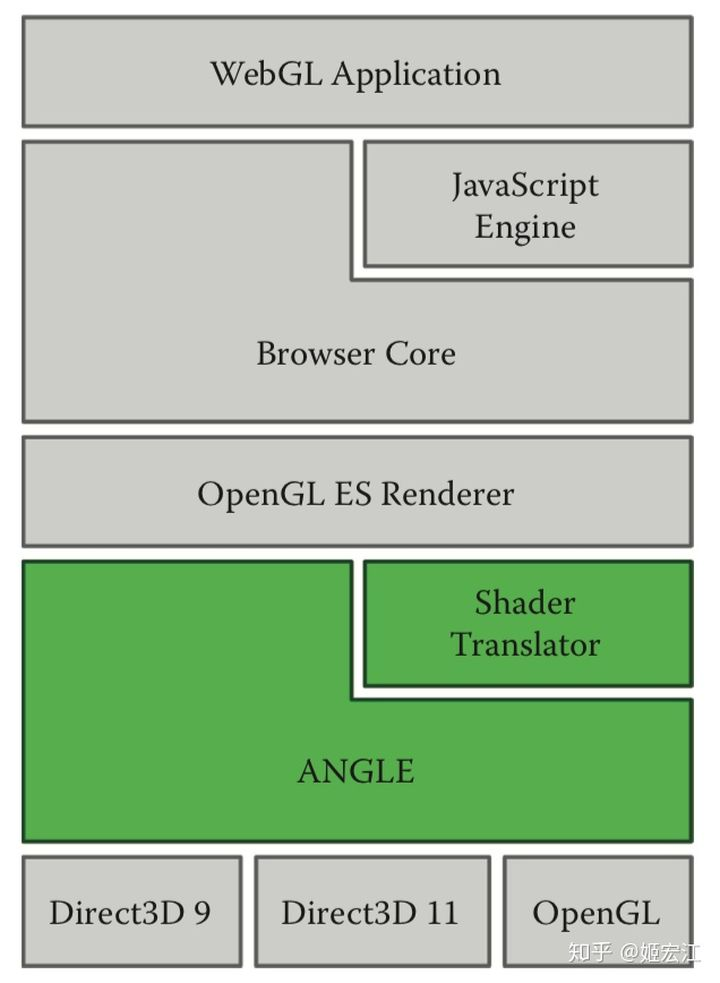 WebGL Application
JavaScript
Engine
Browser Core
OpenGL ES Renderer
Shader
Translator
ANGLE
Direct3D 9
Direct3D 11
OpenGL
知乎 @姬宏江